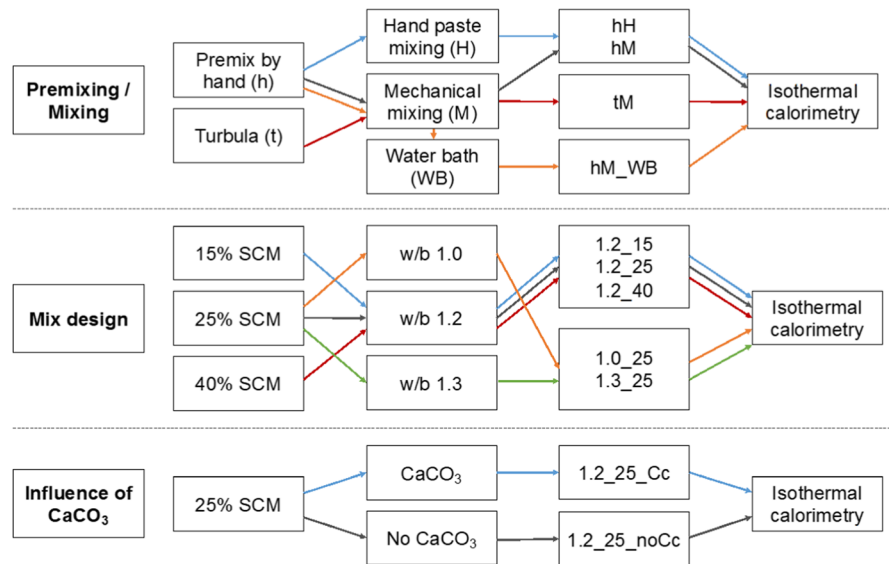 Premixing /
Mixing
Premix by
hand (h)
Turbula (t)
Hand paste
mixing (H)
Mechanical
mixing (M)
Water bath
(WB)
hH
hM
tM
hM_WB
Isothermal
calorimetry
Mix design
15% SCM
25% SCM
40% SCM
w/b 1.0
w/b 1.2
w/b 1.3
1.2_15
1.2_25
1.2_40
1.0_25
1.3_25
Isothermal
calorimetry
Influence of
CaCO₃
25% SCM
CaCO₃
No CaCO₃
1.2_25_Cc
1.2_25_noCc
Isothermal
calorimetry